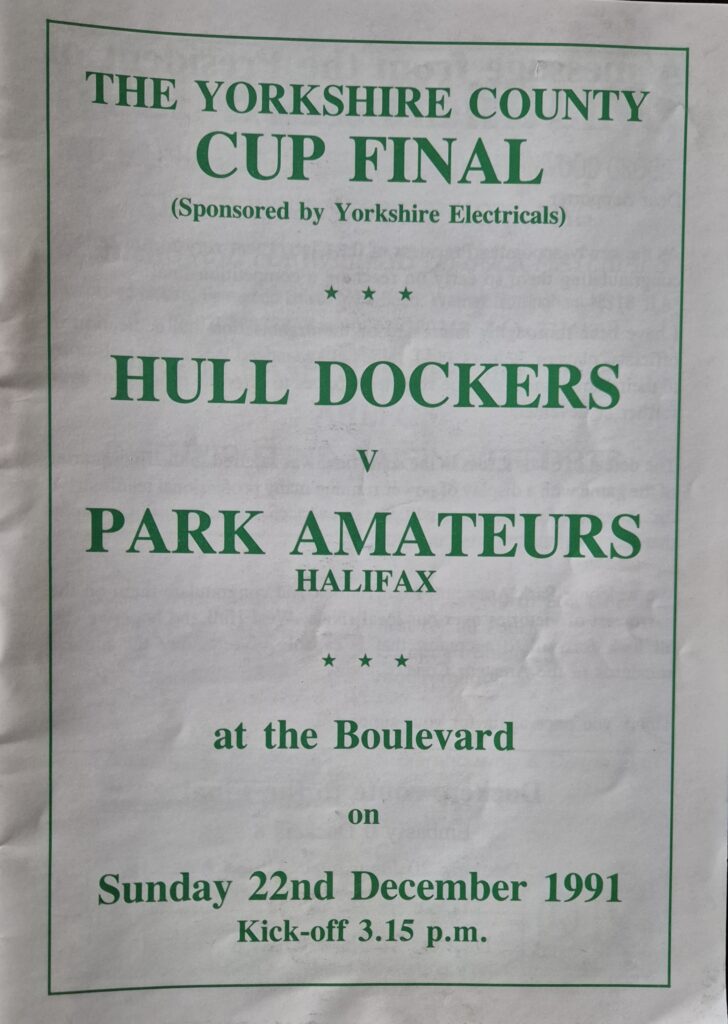 THE YORKSHIRE COUNTY
CUP FINAL
(Sponsored by Yorkshire Electricals)
★ ★ ★
HULL DOCKERS
V
PARK AMATEURS
HALIFAX
★ ★ ★
at the Boulevard
on
Sunday 22nd December 1991
Kick-off 3.15 p.m.